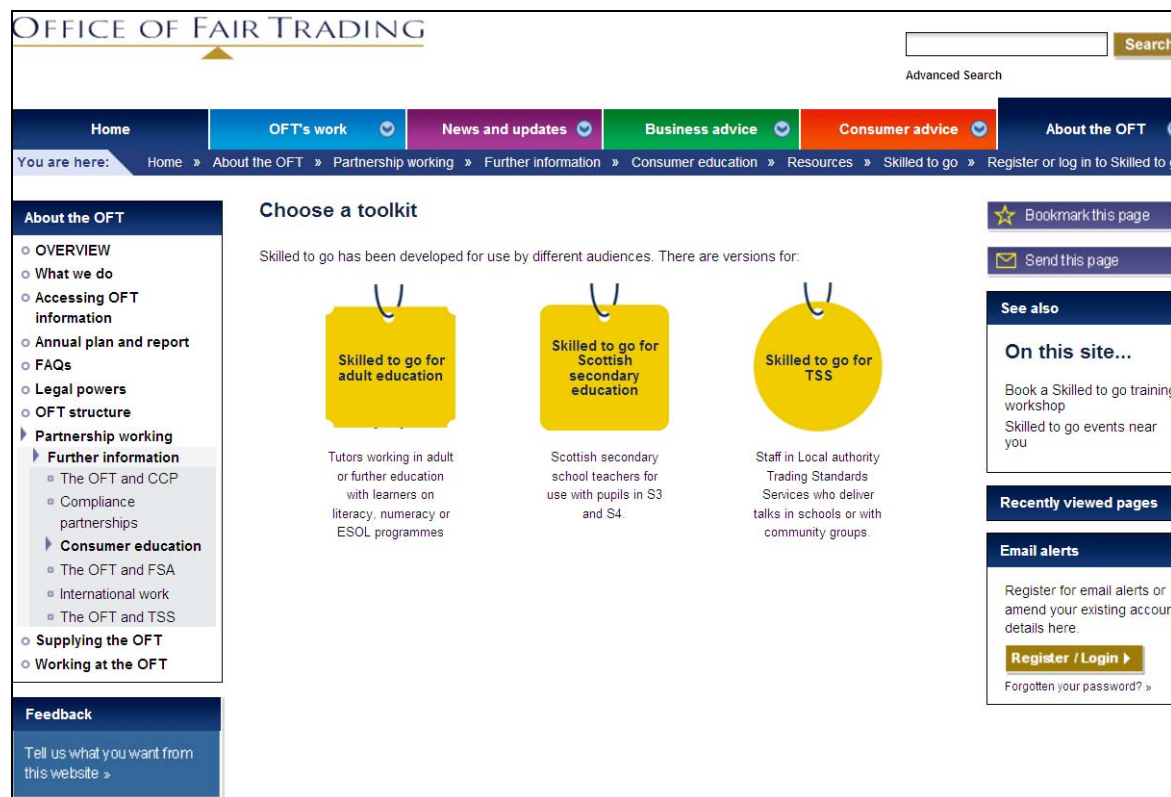 OFFICE OF FAIR TRADING
Search
Advanced Search
Home
OFT's work
News and updates
Business advice
Consumer advice
About the OFT
You are here: Home » About the OFT » Partnership working » Further information » Consumer education » Resources » Skilled to go » Register or log in to Skilled to
About the OFT
OVERVIEW
What we do
Accessing OFT
information
Annual plan and report
FAQs
Legal powers
OFT structure
Partnership working
Further information
The OFT and CCP
Compliance
partnerships
Consumer education
The OFT and FSA
International work
The OFT and TSS
Supplying the OFT
Working at the OFT
Feedback
Tell us what you want from
this website »
Choose a toolkit
Skilled to go has been developed for use by different audiences. There are versions for:
Skilled to go for
adult education
Tutors working in adult
or further education
with learners on
literacy, numeracy or
ESOL programmes
Skilled to go for
Scottish
secondary
education
Scottish secondary
school teachers for
use with pupils in S3
and S4.
Skilled to go for
TSS
Staff in Local authority
Trading Standards
Services who deliver
talks in schools or with
community groups.
Bookmark this page
Send this page
See also
On this site...
Book a Skilled to go training
workshop
Skilled to go events near
you
Recently viewed pages
Email alerts
Register for email alerts or
amend your existing account
details here.
Register / Login
Forgotten your password? »